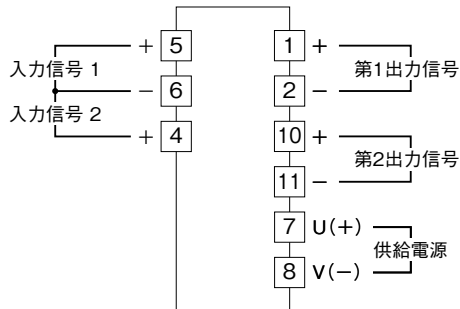 入力信号 1
入力信号 2
+ 5
− 6
+ 4
1 +
2 −
第1出力信号
10 +
11 −
第2出力信号
7 U(+)
8 V(−)
供給電源